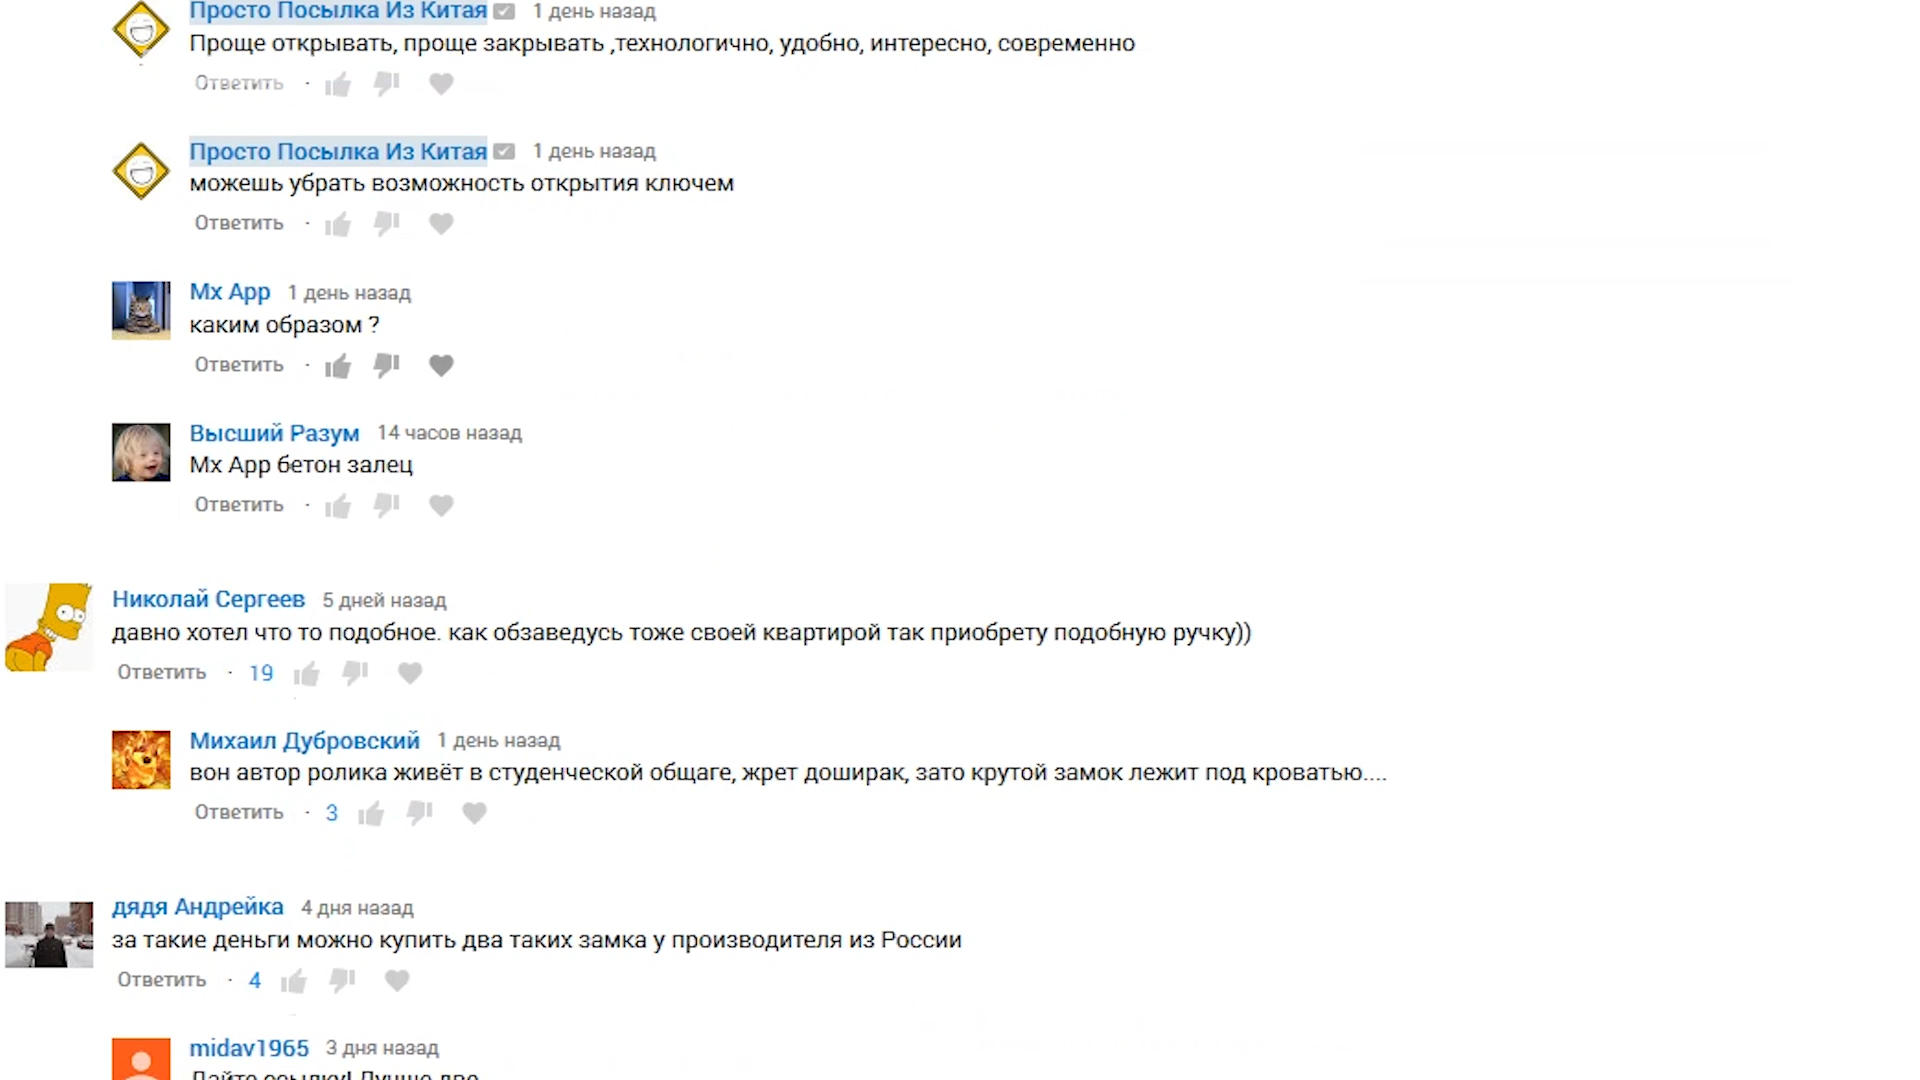 Просто Посылка Из Китая 1 день назад
Проще открывать, проще закрывать ,технологично, удобно, интересно, современно
Ответить ·
Просто Посылка Из Китая 1 день назад
можешь убрать возможность открытия ключем
Ответить ·
Mx App 1 день назад
каким образом ?
Ответить ·
Высший Разум 14 часов назад
Mx App бетон залец
Ответить ·
Николай Сергеев 5 дней назад
давно хотел что то подобное. как обзаведусь тоже своей квартирой так приобрету подобную ручку))
Ответить · 19
Михаил Дубровский 1 день назад
вон автор ролика живёт в студенческой общаге, жрет доширак, зато крутой замок лежит под кроватью....
Ответить · 3
дядя Андрейка 4 дня назад
за такие деньги можно купить два таких замка у производителя из России
Ответить · 4
midav1965 3 дня назад
Дайте ссылку! Лучше две